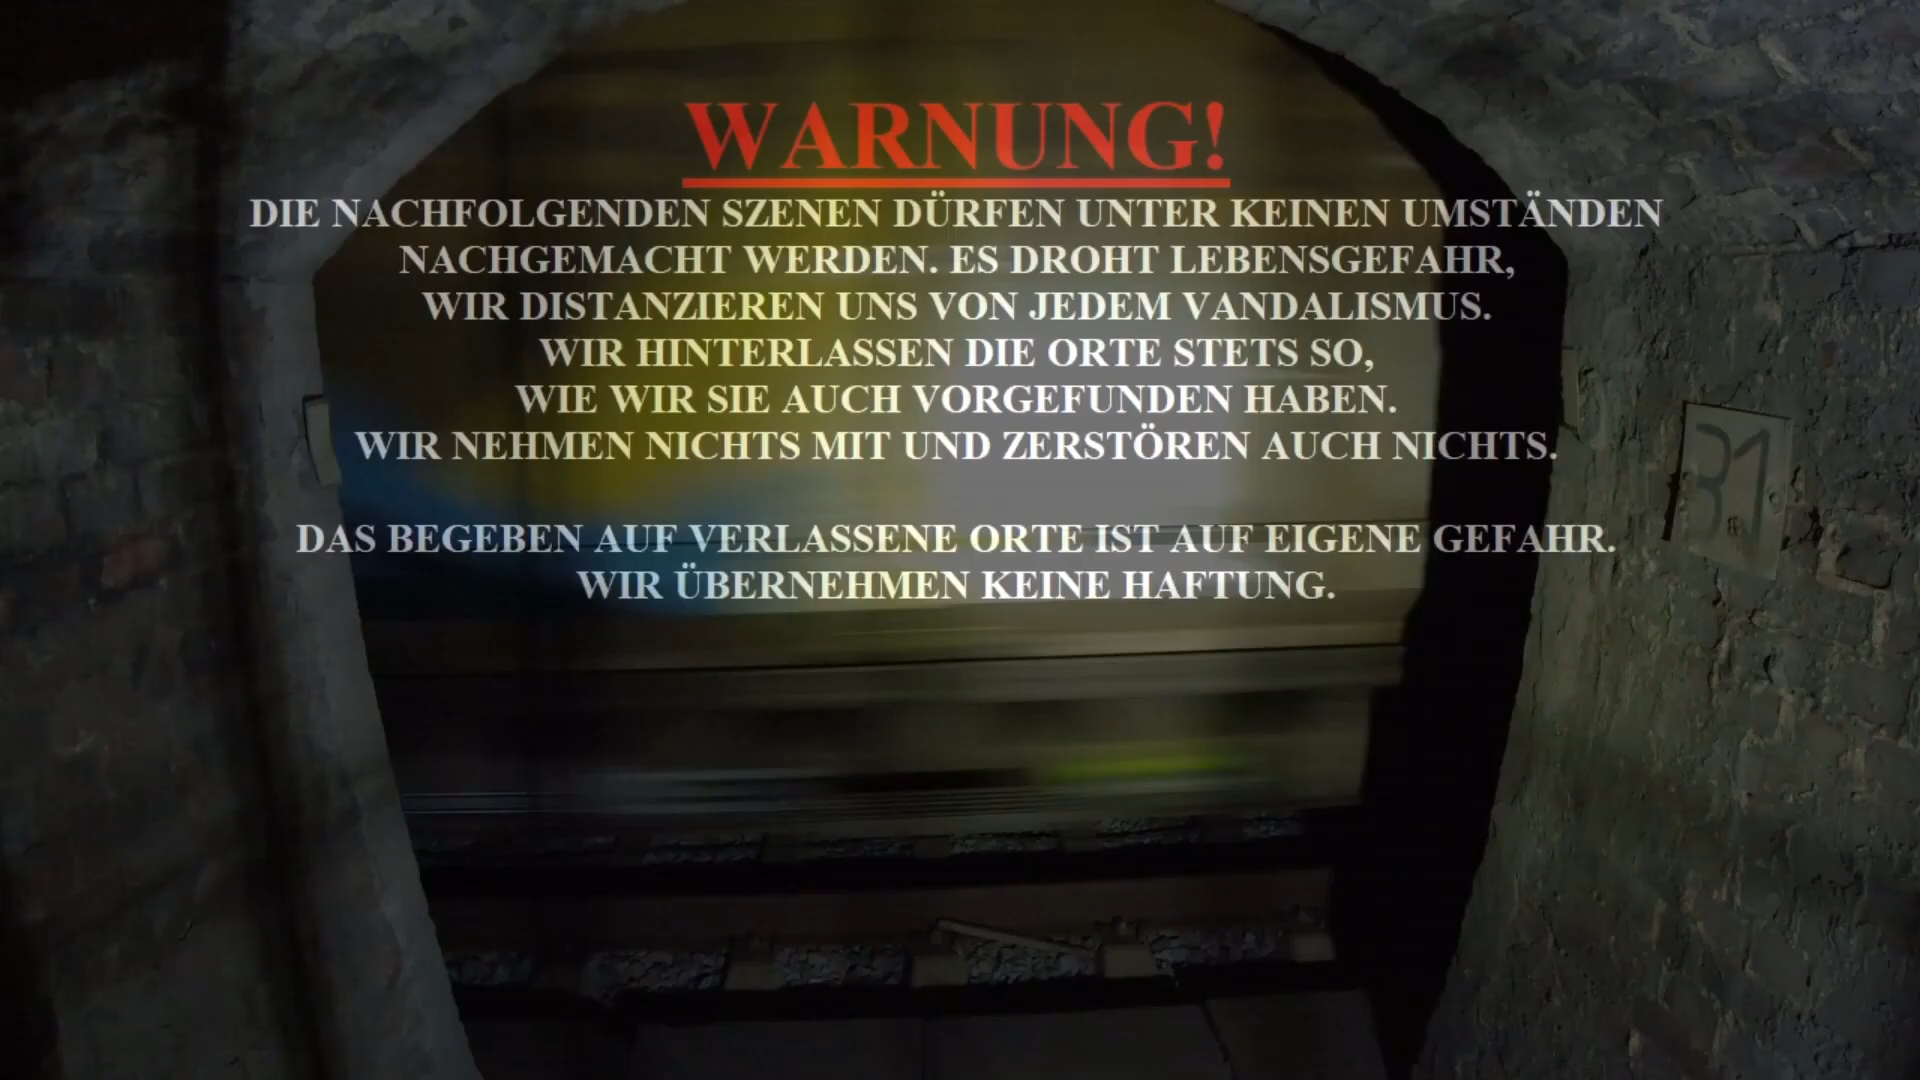 WARNUNG!
DIE NACHFOLGENDEN SZENEN DÜRFEN UNTER KEINEN UMSTÄNDEN
NACHGEMACHT WERDEN. ES DROHT LEBENSGEFAHR,
WIR DISTANZIEREN UNS VON JEDEM VANDALISMUS.
WIR HINTERLASSEN DIE ORTE STETS SO,
WIE WIR SIE AUCH VORGEFUNDEN HABEN.
WIR NEHMEN NICHTS MIT UND ZERSTÖREN AUCH NICHTS.
DAS BEGEBEN AUF VERLASSENE ORTE IST AUF EIGENE GEFAHR.
WIR ÜBERNEHMEN KEINE HAFTUNG.
31